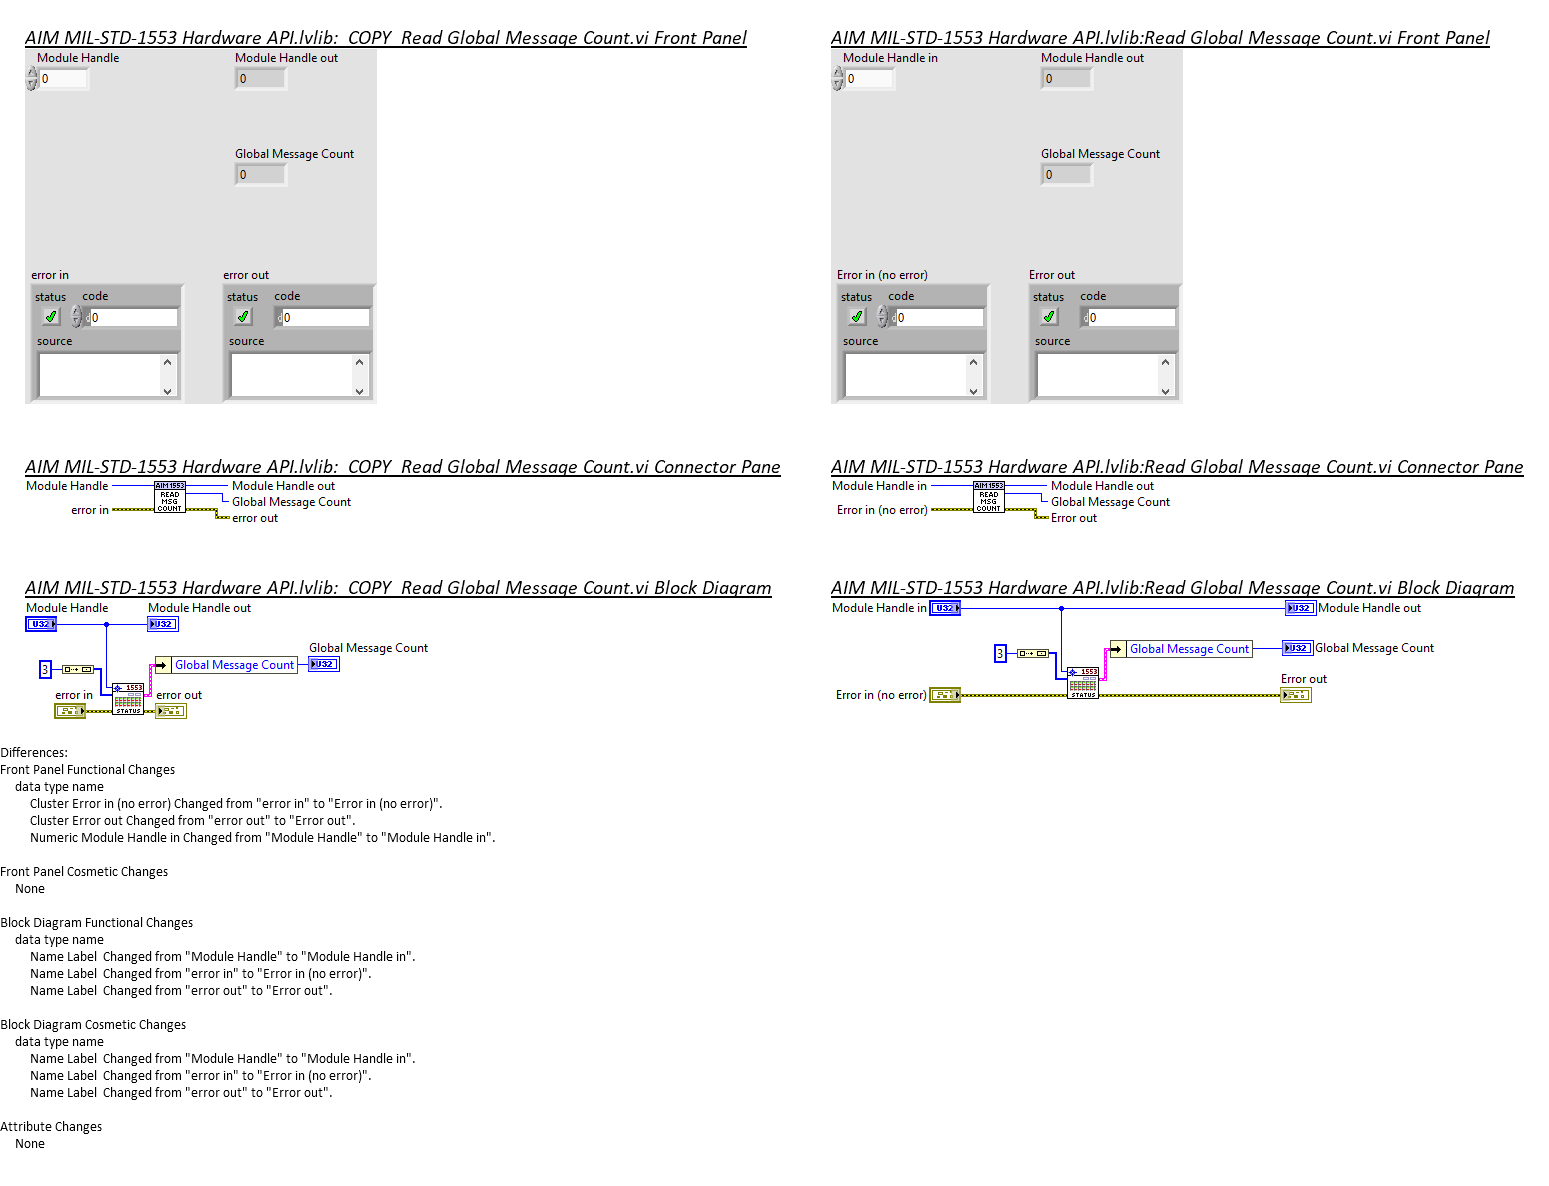 AIM MIL-STD-1553 Hardware API.lvlib:  COPY  Read Global Message Count.vi Front Panel
Module Handle
Module Handle out
0
0
Global Message Count
0
error in
error out
status code
status code
d 0
d 0
source
source
AIM MIL-STD-1553 Hardware API.lvlib:Read Global Message Count.vi Front Panel
Module Handle in
Module Handle out
0
0
Global Message Count
0
Error in (no error)
Error out
status code
status code
d 0
d 0
source
source
AIM MIL-STD-1553 Hardware API.lvlib:  COPY  Read Global Message Count.vi Connector Pane
Module Handle
AIM1553
READ
MSG
COUNT
Module Handle out
Global Message Count
error in
error out
AIM MIL-STD-1553 Hardware API.lvlib:Read Global Message Count.vi Connector Pane
Module Handle in
AIM1553
READ
MSG
COUNT
Module Handle out
Global Message Count
Error in (no error)
Error out
AIM MIL-STD-1553 Hardware API.lvlib:  COPY  Read Global Message Count.vi Block Diagram
Module Handle
Module Handle out
U32
U32
Global Message Count
3
Global Message Count
U32
error in
1553
STATUS
error out
AIM MIL-STD-1553 Hardware API.lvlib:Read Global Message Count.vi Block Diagram
Module Handle in
U32
U32
Module Handle out
3
Global Message Count
U32
Global Message Count
1553
STATUS
Error out
Error in (no error)
Differences:
Front Panel Functional Changes
data type name
Cluster Error in (no error) Changed from "error in" to "Error in (no error)".
Cluster Error out Changed from "error out" to "Error out".
Numeric Module Handle in Changed from "Module Handle" to "Module Handle in".
Front Panel Cosmetic Changes
None
Block Diagram Functional Changes
data type name
Name Label  Changed from "Module Handle" to "Module Handle in".
Name Label  Changed from "error in" to "Error in (no error)".
Name Label  Changed from "error out" to "Error out".
Block Diagram Cosmetic Changes
data type name
Name Label  Changed from "Module Handle" to "Module Handle in".
Name Label  Changed from "error in" to "Error in (no error)".
Name Label  Changed from "error out" to "Error out".
Attribute Changes
None